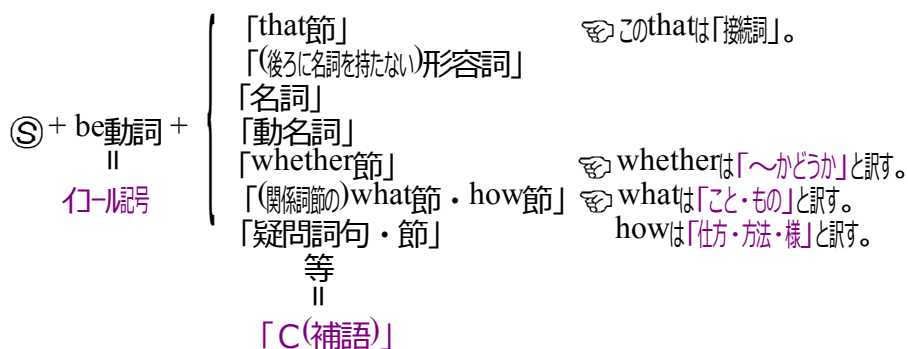 「that節」 ☞ このthatは「接続詞」。
「(後ろに名詞を持たない)形容詞」
「名詞」
Ⓢ + be動詞 + 「動名詞」
= 「whether節」 ☞ whetherは「～かどうか」と訳す。
イコール記号 「(関係詞節の)what節・how節」 ☞ whatは「こと・もの」と訳す。
「疑問詞句・節」 howは「仕方・方法・様」と訳す。
等
=
「C(補語)」